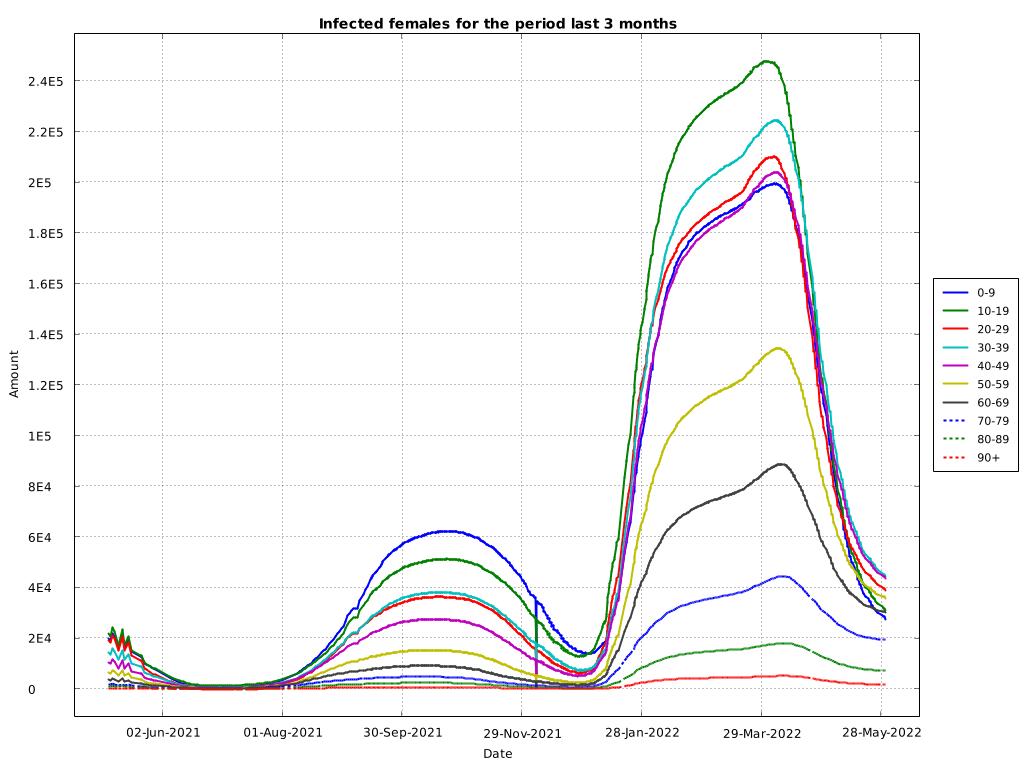 Infected females for the period last 3 months
2.4E5
2.2E5
2E5
1.8E5
1.6E5
1.4E5
1.2E5
1E5
8E4
6E4
4E4
2E4
0
Amount
02-Jun-2021
01-Aug-2021
30-Sep-2021
29-Nov-2021
28-Jan-2022
29-Mar-2022
28-May-2022
Date
0-9
10-19
20-29
30-39
40-49
50-59
60-69
70-79
80-89
90+